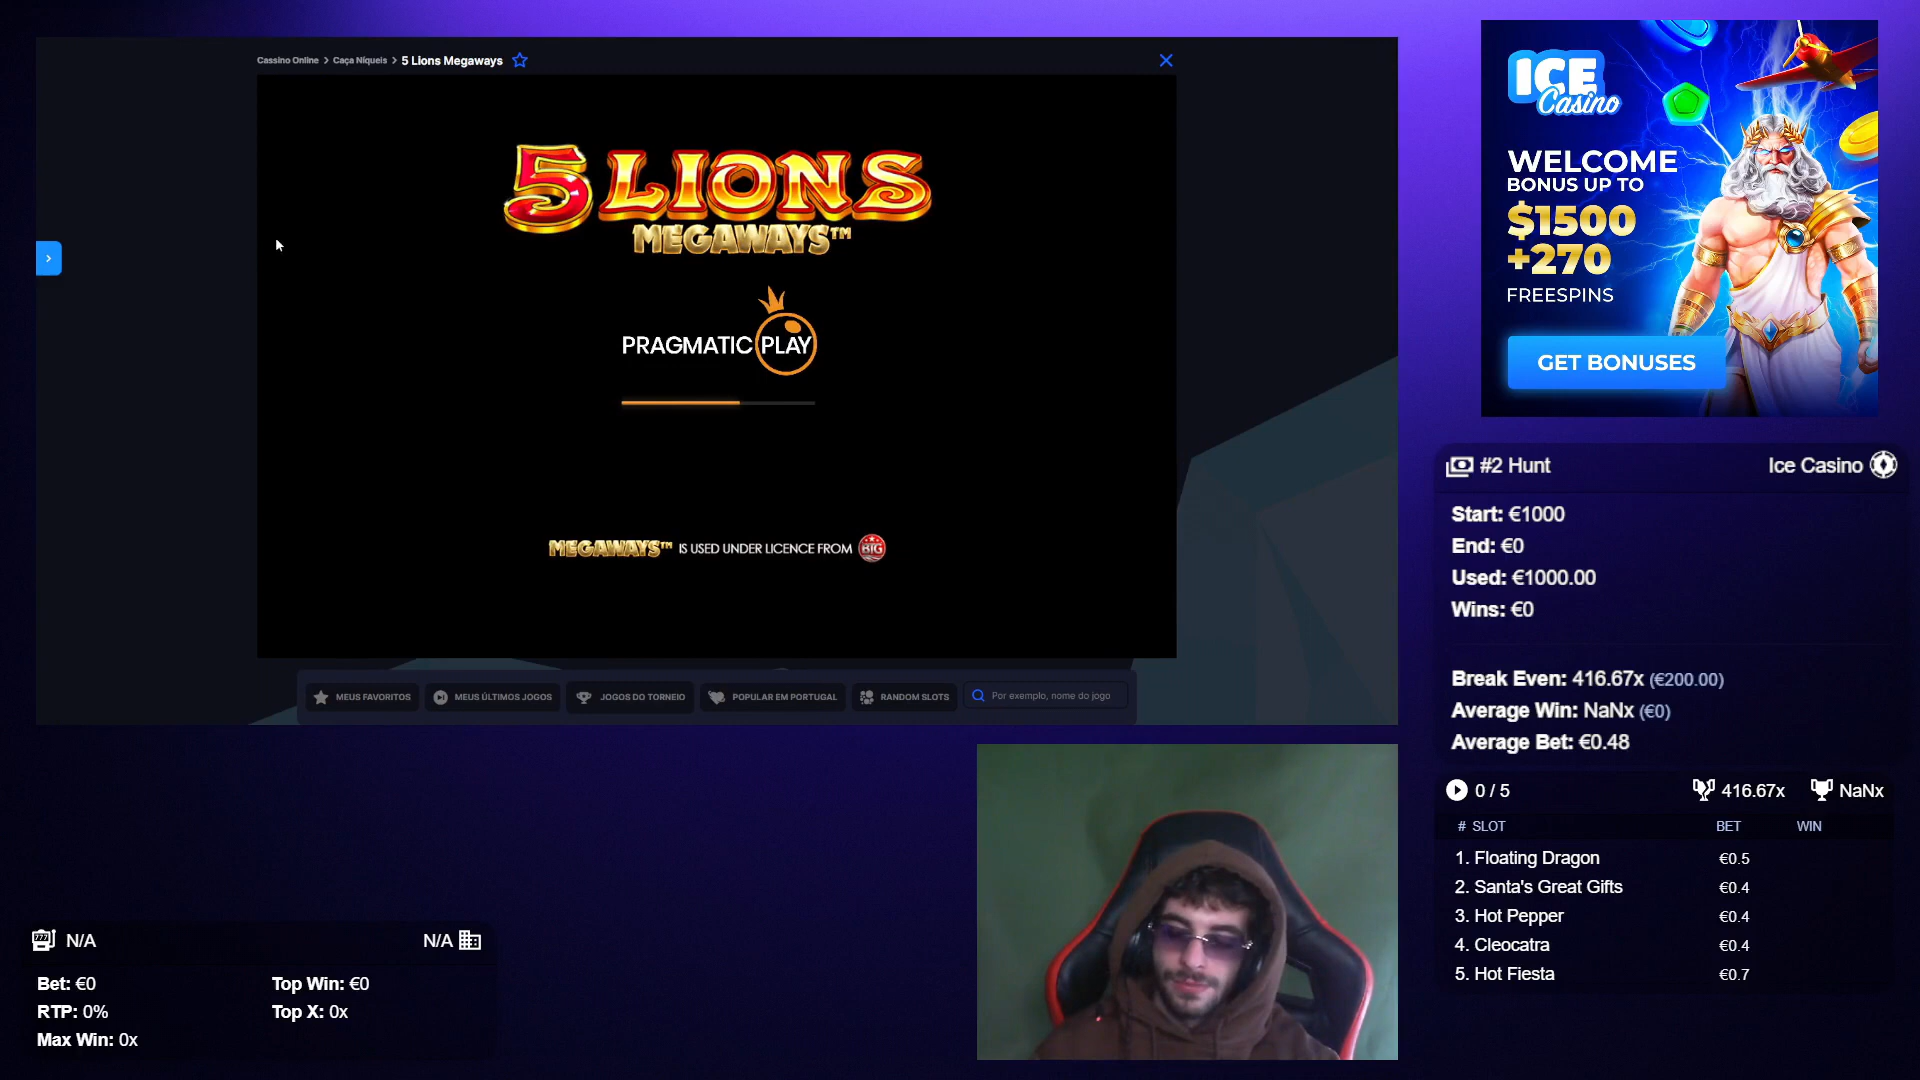 Cassino Online > Caça Níqueis > 5 Lions Megaways
5 LIONS
MEGAWAYS™
PRAGMATIC PLAY
MEGAWAYS™ IS USED UNDER LICENCE FROM BIG
MEUS FAVORITOS
MEUS ÚLTIMOS JOGOS
JOGOS DO TORNEIO
POPULAR EM PORTUGAL
RANDOM SLOTS
Por exemplo, nome do jogo
ICE
Casino
WELCOME
BONUS UP TO
$1500
+270
FREESPINS
GET BONUSES
#2 Hunt
Ice Casino
Start: €1000
End: €0
Used: €1000.00
Wins: €0
Break Even: 416.67x (€200.00)
Average Win: NaNx (€0)
Average Bet: €0.48
0 / 5
416.67x
NaNx
# SLOT BET WIN
1. Floating Dragon €0.5
2. Santa's Great Gifts €0.4
3. Hot Pepper €0.4
4. Cleocatra €0.4
5. Hot Fiesta €0.7
777 N/A
N/A
Bet: €0
Top Win: €0
RTP: 0%
Top X: 0x
Max Win: 0x